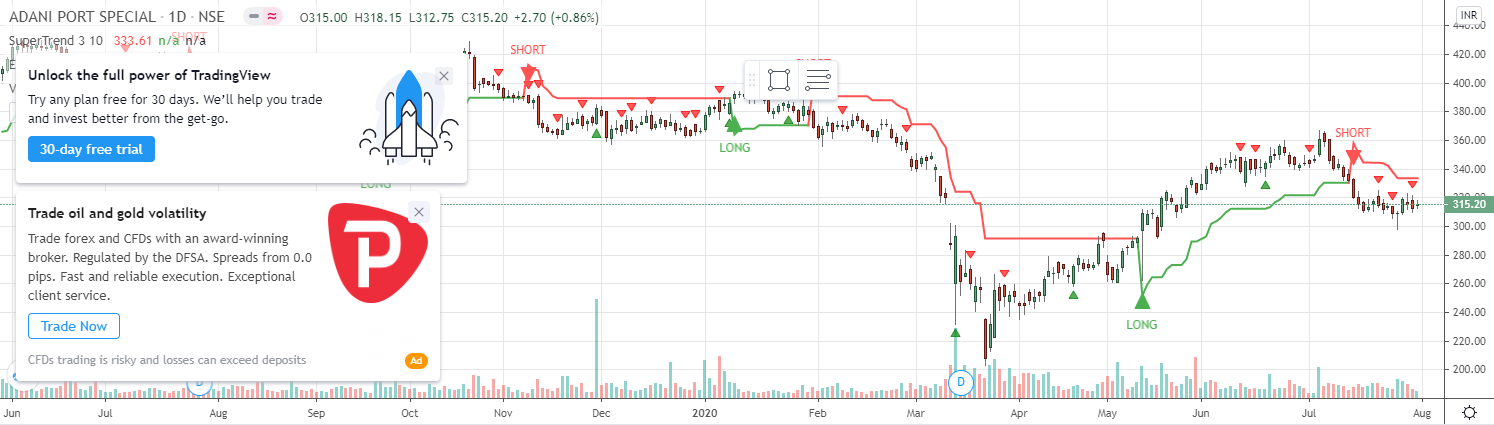 ADANI PORT SPECIAL · 1D · NSE O315.00 H318.15 L312.75 C315.20 +2.70 (+0.86%)
INR
440.00
SuperTrend 3 10 333.61 n/a n/a
SHORT
420.00
Unlock the full power of TradingView
Try any plan free for 30 days. We'll help you trade
and invest better from the get-go.
30-day free trial
400.00
380.00
360.00
SHORT
LONG
340.00
LONG
Trade oil and gold volatility
315.20
Trade forex and CFDs with an award-winning
broker. Regulated by the DFSA. Spreads from 0.0
pips. Fast and reliable execution. Exceptional
client service.
P
300.00
280.00
260.00
240.00
Trade Now
LONG
220.00
CFDs trading is risky and losses can exceed deposits
Ad
200.00
D
D
Jun Jul Aug Sep Oct Nov Dec 2020 Feb Mar Apr May Jun Jul Aug